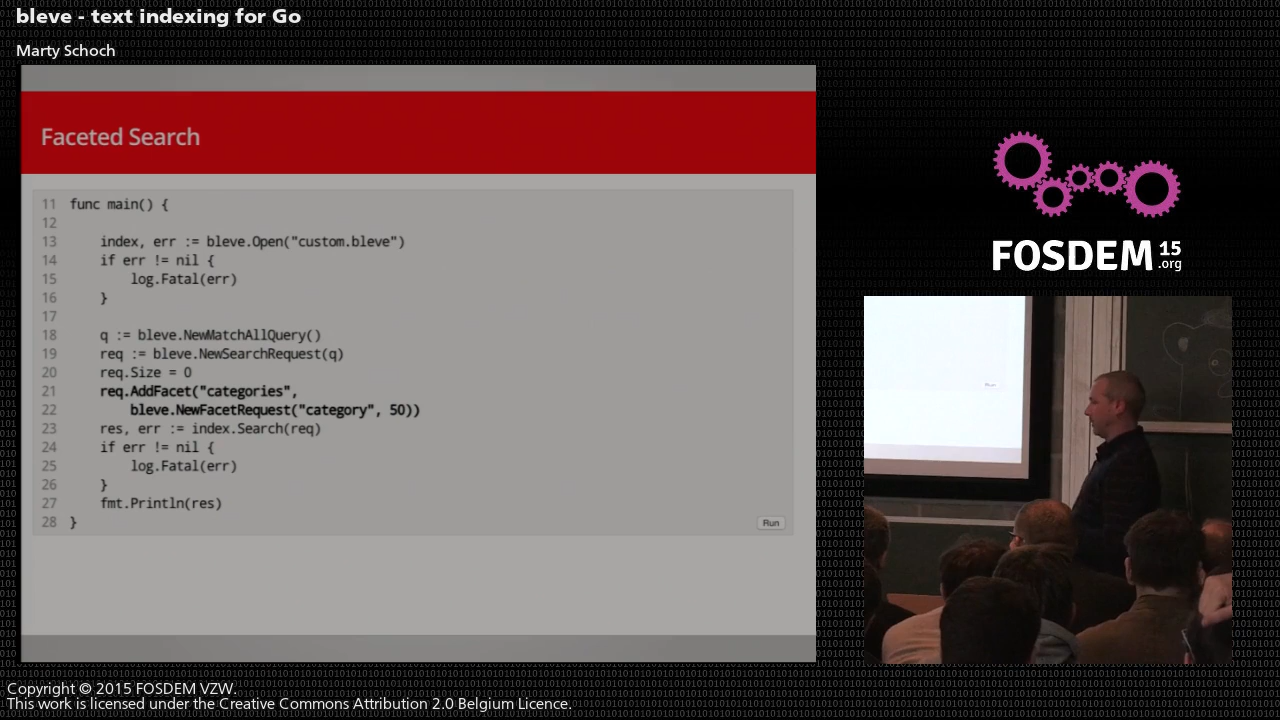 bleve - text indexing for Go
Marty Schoch
Faceted Search
11 func main() {
12
13 index, err := bleve.Open("custom.bleve")
14 if err != nil {
15 log.Fatal(err)
16 }
17
18 q := bleve.NewMatchAllQuery()
19 req := bleve.NewSearchRequest(q)
20 req.Size = 0
21 req.AddFacet("categories",
22 bleve.NewFacetRequest("category", 50))
23 res, err := index.Search(req)
24 if err != nil {
25 log.Fatal(err)
26 }
27 fmt.Println(res)
28 }
Run
FOSDEM 15
.org
Run
Copyright © 2015 FOSDEM VZW.
This work is licensed under the Creative Commons Attribution 2.0 Belgium Licence.